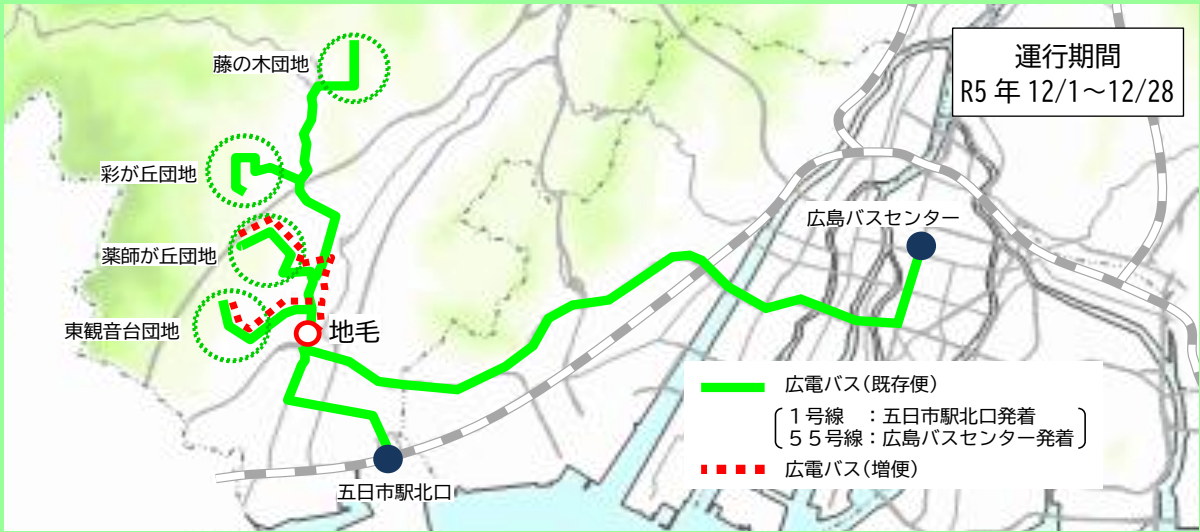 運行期間
R5 年 12/1～12/28
藤の木団地
彩が丘団地
薬師が丘団地
東観音台団地
地毛
広島バスセンター
五日市駅北口
広電バス(既存便)
1号線 ：五日市駅北口発着
55号線：広島バスセンター発着
広電バス(増便)